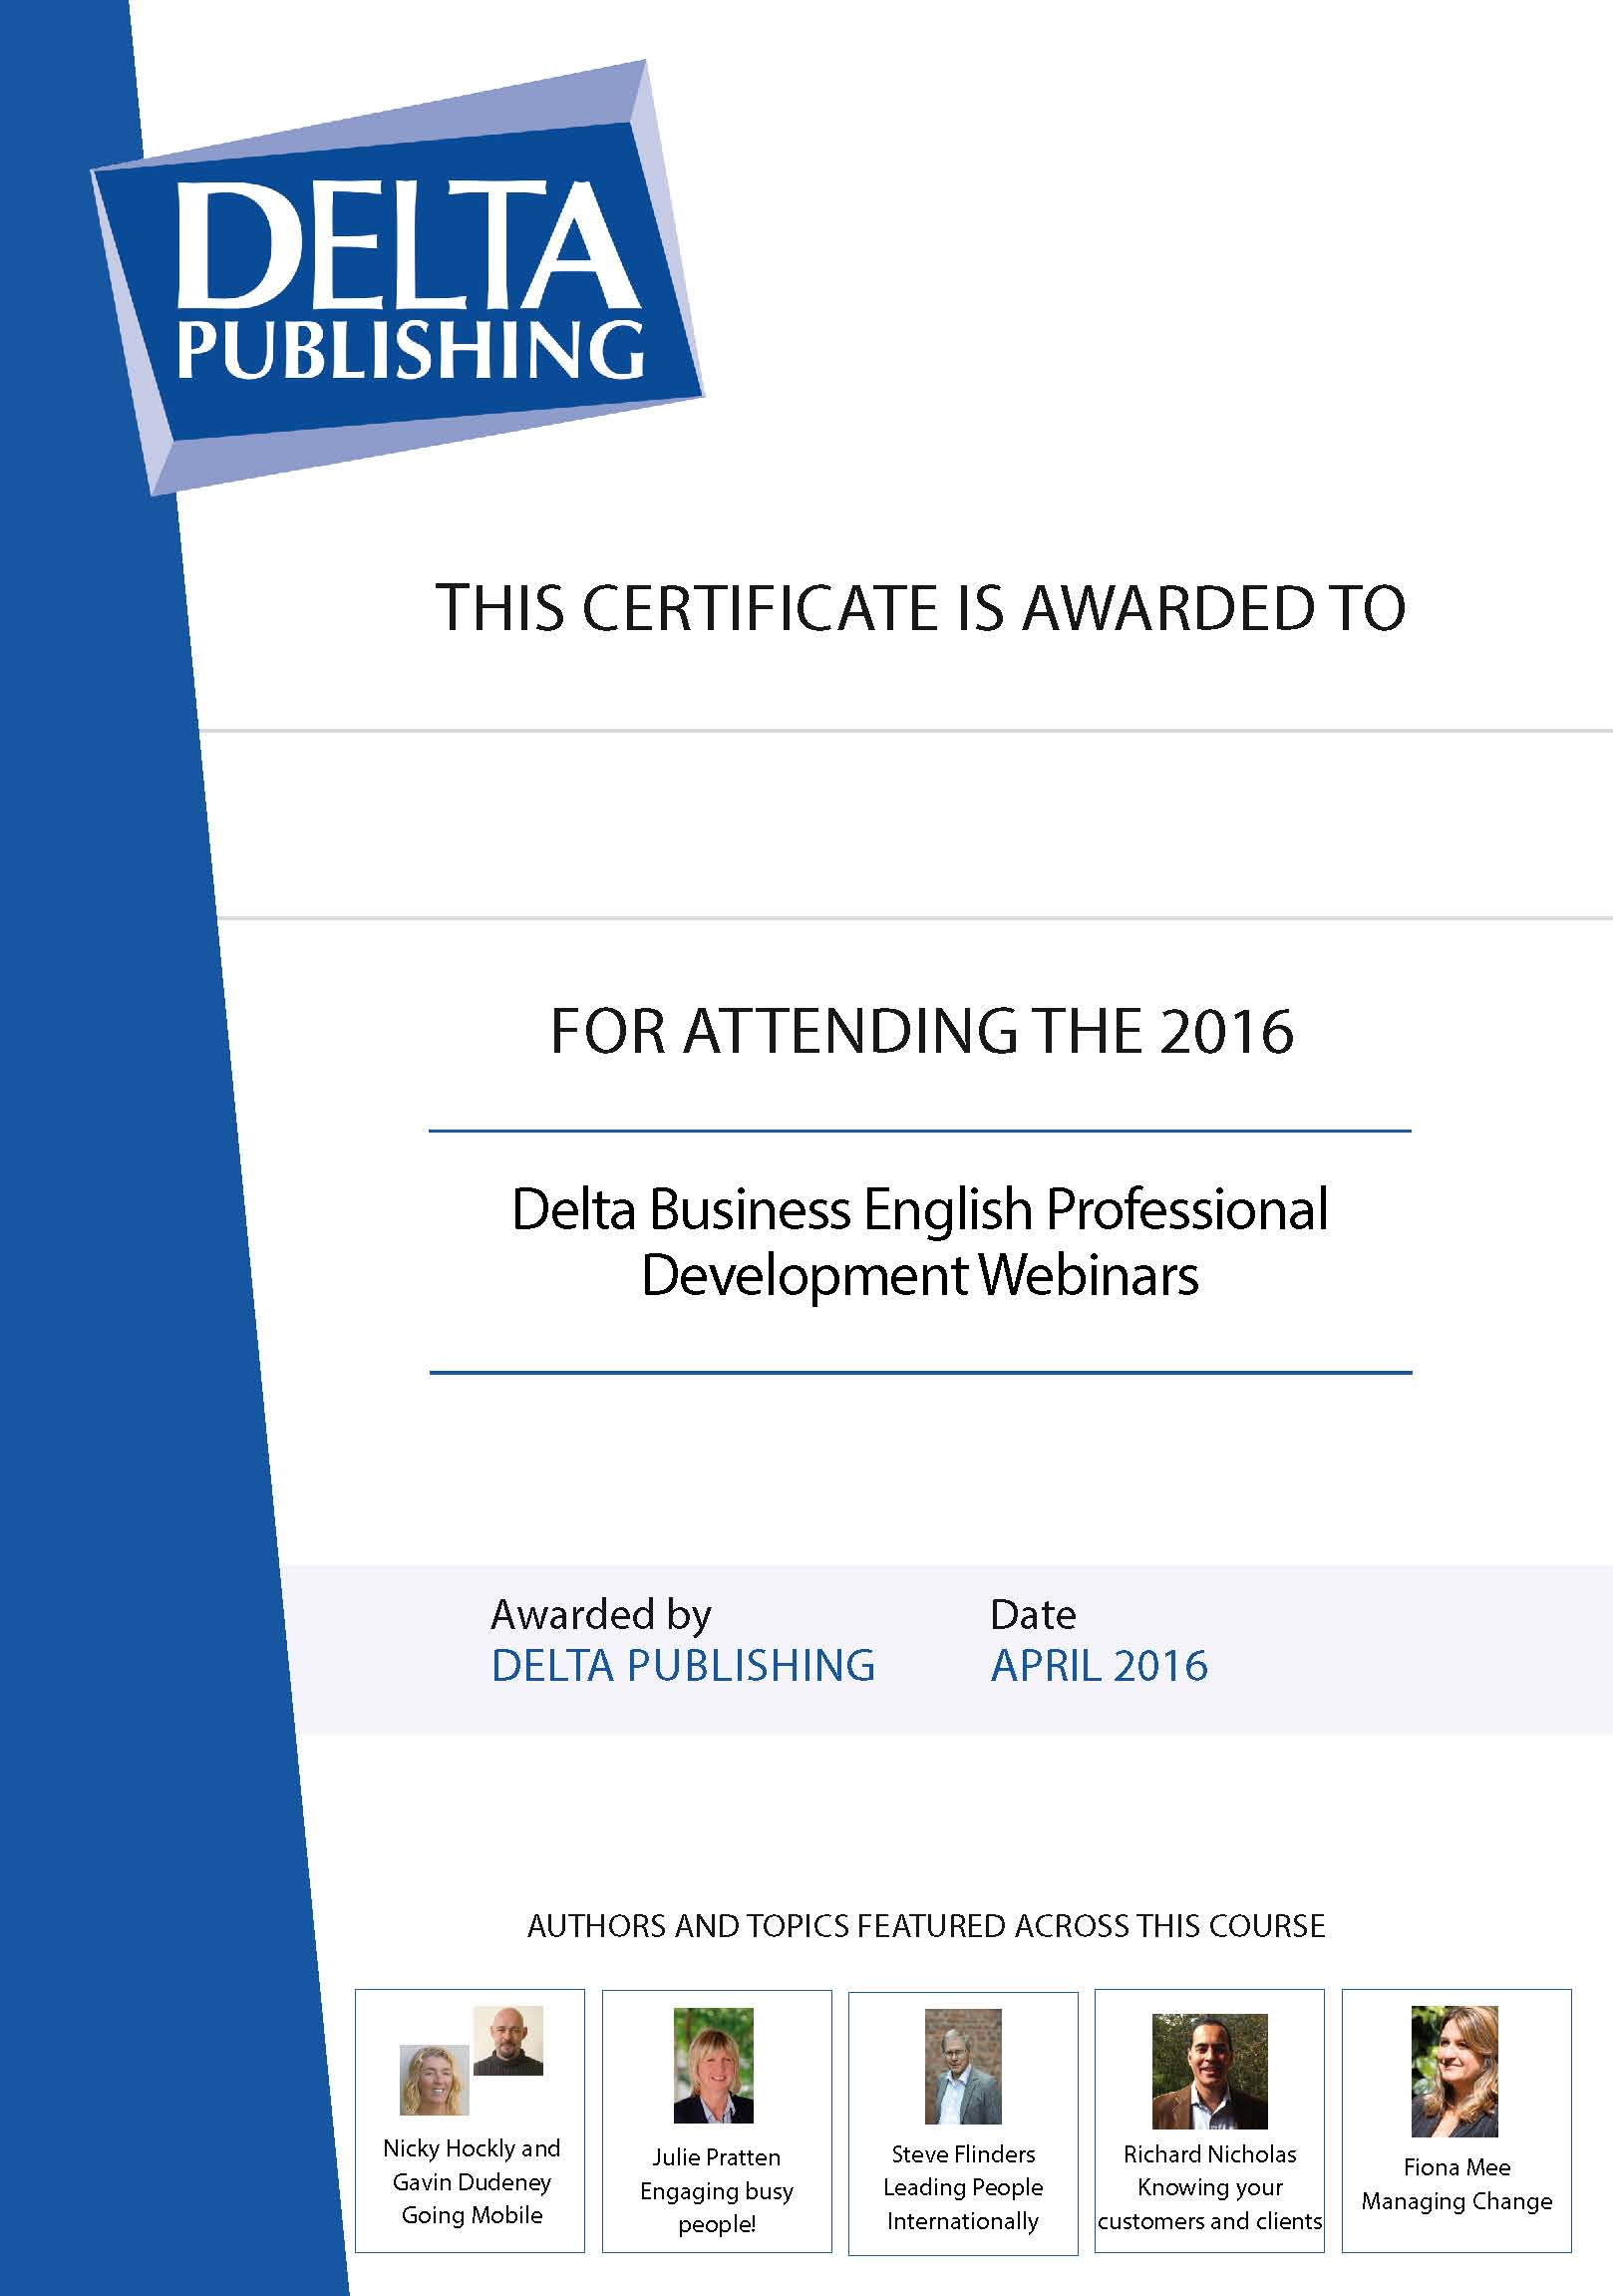 DELTA
PUBLISHING
THIS CERTIFICATE IS AWARDED TO
FOR ATTENDING THE 2016
Delta Business English Professional
Development Webinars
Awarded by
DELTA PUBLISHING
Date
APRIL 2016
AUTHORS AND TOPICS FEATURED ACROSS THIS COURSE
Nicky Hockly and
Gavin Dudeney
Going Mobile
Julie Pratten
Engaging busy
people!
Steve Flinders
Leading People
Internationally
Richard Nicholas
Knowing your
customers and clients
Fiona Mee
Managing Change